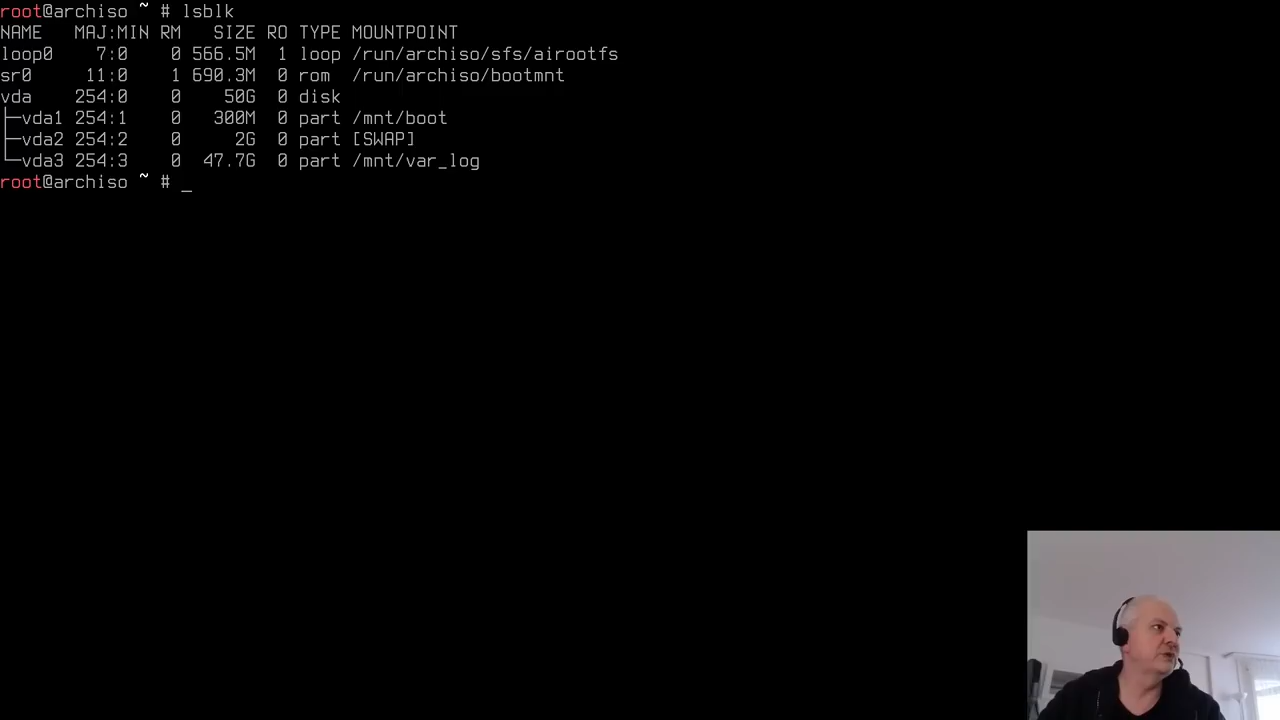 root@archiso ~ # lsblk
NAME   MAJ:MIN RM   SIZE RO TYPE MOUNTPOINT
loop0    7:0    0 566.5M  1 loop /run/archiso/sfs/airootfs
sr0     11:0    1 690.3M  0 rom  /run/archiso/bootmnt
vda    254:0    0    50G  0 disk
├─vda1 254:1    0   300M  0 part /mnt/boot
├─vda2 254:2    0     2G  0 part [SWAP]
└─vda3 254:3    0  47.7G  0 part /mnt/var_log
root@archiso ~ # _